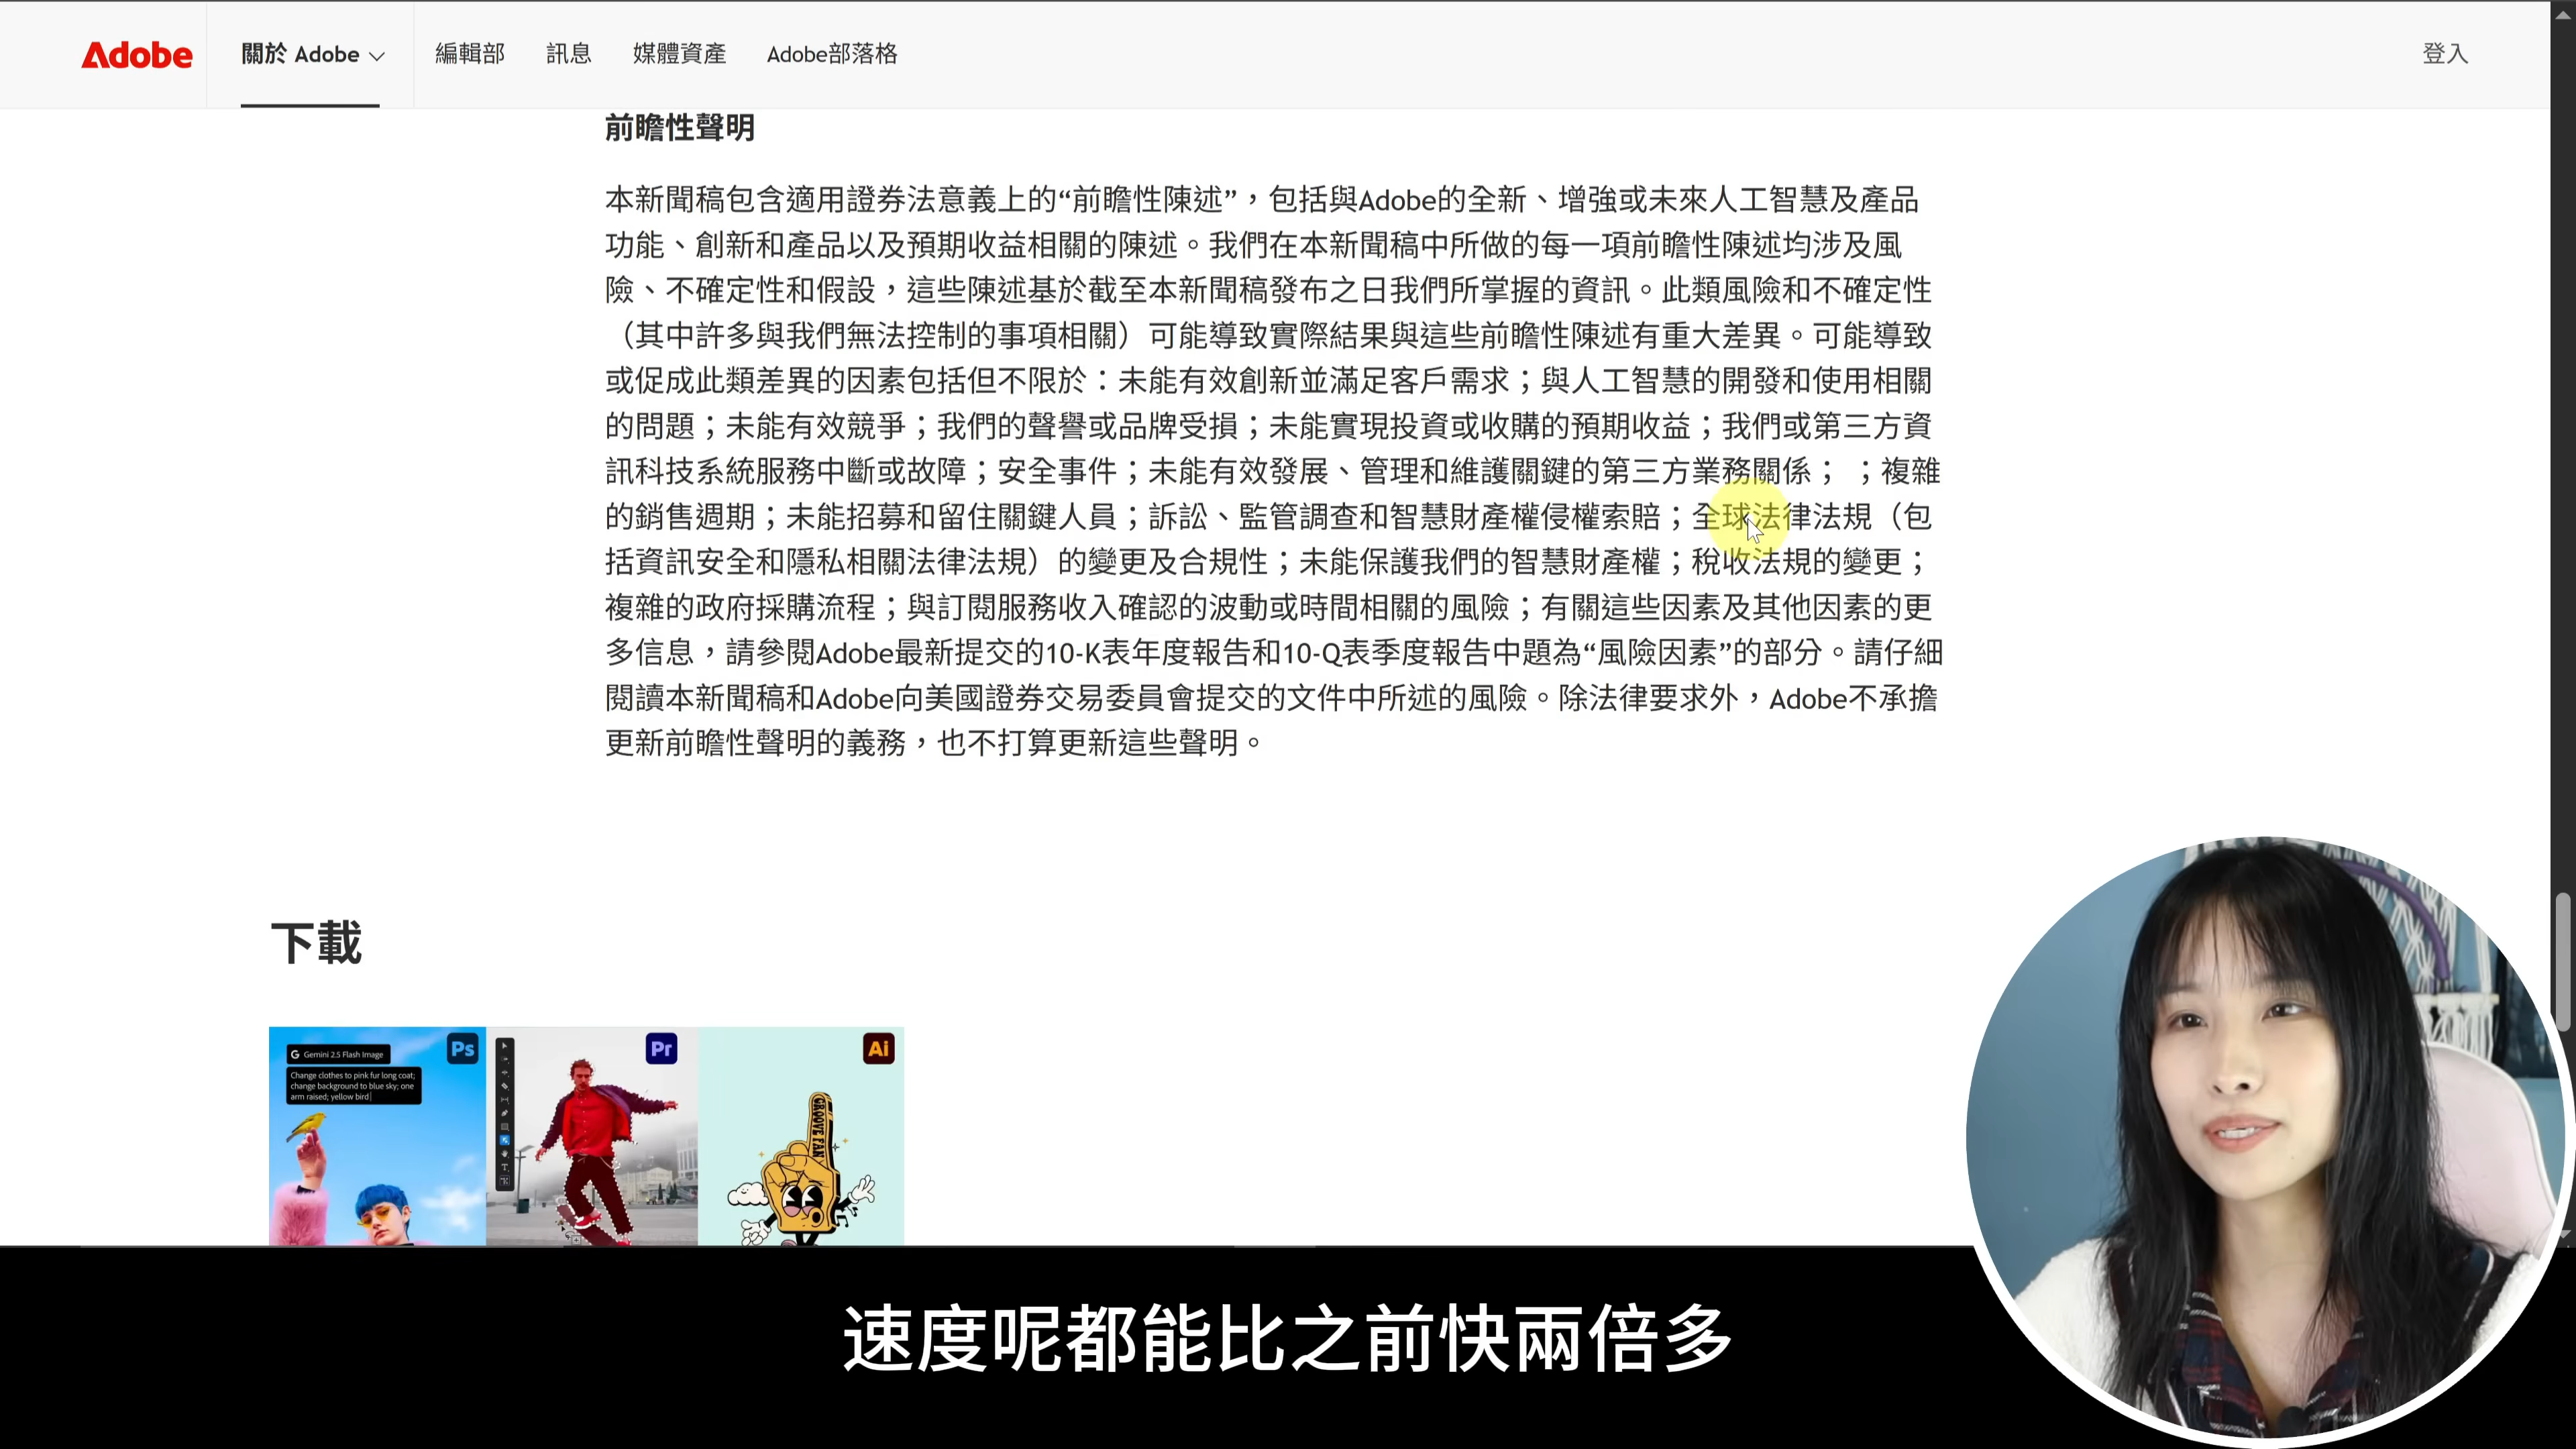 Adobe
關於 Adobe
編輯部
訊息
媒體資產
Adobe部落格
登入
前瞻性聲明
本新聞稿包含適用證券法意義上的“前瞻性陳述”，包括與Adobe的全新、增強或未來人工智慧及產品
功能、創新和產品以及預期收益相關的陳述。我們在本新聞稿中所做的每一項前瞻性陳述均涉及風
險、不確定性和假設，這些陳述基於截至本新聞稿發布之日我們所掌握的資訊。此類風險和不確定性
（其中許多與我們無法控制的事項相關）可能導致實際結果與這些前瞻性陳述有重大差異。可能導致
或促成此類差異的因素包括但不限於：未能有效創新並滿足客戶需求；與人工智慧的開發和使用相關
的問題；未能有效競爭；我們的聲譽或品牌受損；未能實現投資或收購的預期收益；我們或第三方資
訊科技系統服務中斷或故障；安全事件；未能有效發展、管理和維護關鍵的第三方業務關係； ；複雜
的銷售週期；未能招募和留住關鍵人員；訴訟、監管調查和智慧財產權侵權索賠；全球法律法規（包
括資訊安全和隱私相關法律法規）的變更及合規性；未能保護我們的智慧財產權；稅收法規的變更；
複雜的政府採購流程；與訂閱服務收入確認的波動或時間相關的風險；有關這些因素及其他因素的更
多信息，請參閱Adobe最新提交的10-K表年度報告和10-Q表季度報告中題為“風險因素”的部分。請仔細
閱讀本新聞稿和Adobe向美國證券交易委員會提交的文件中所述的風險。除法律要求外，Adobe不承擔
更新前瞻性聲明的義務，也不打算更新這些聲明。
下載
G Gemini 2.5 Flash Image
Ps
Change clothes to pink fur long coat;
change background to blue sky; one
arm raised; yellow bird
Pr
Ai
GROOVE FAN
速度呢都能比之前快兩倍多